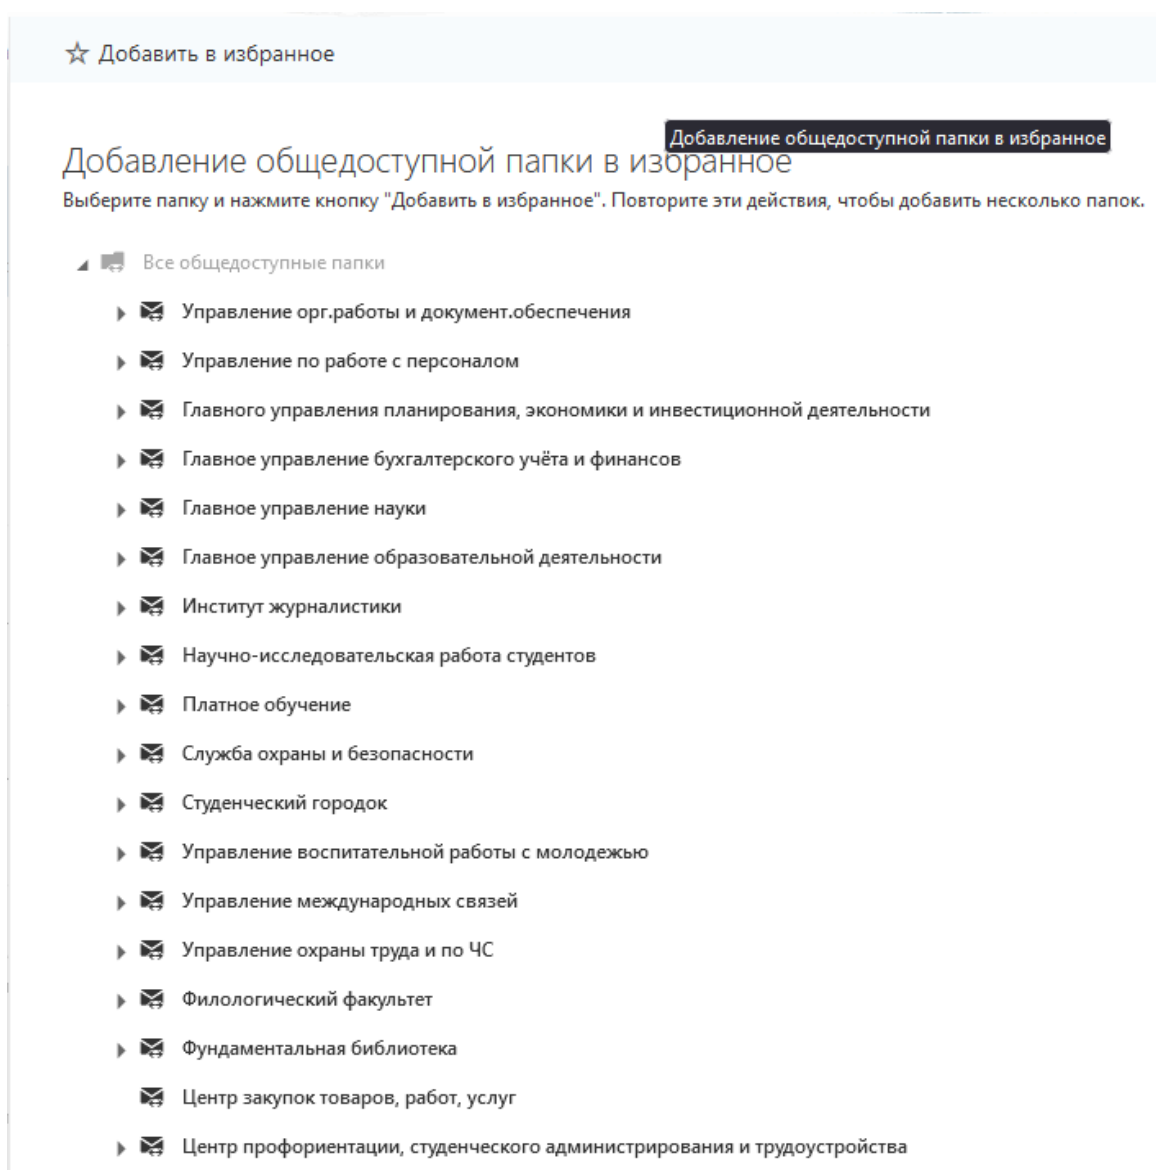 Добавить в избранное
Добавление общедоступной папки в избранное
Добавление общедоступной папки в избранное
Выберите папку и нажмите кнопку "Добавить в избранное". Повторите эти действия, чтобы добавить несколько папок.
Все общедоступные папки
Управление орг.работы и документ.обеспечения
Управление по работе с персоналом
Главного управления планирования, экономики и инвестиционной деятельности
Главное управление бухгалтерского учёта и финансов
Главное управление науки
Главное управление образовательной деятельности
Институт журналистики
Научно-исследовательская работа студентов
Платное обучение
Служба охраны и безопасности
Студенческий городок
Управление воспитательной работы с молодежью
Управление международных связей
Управление охраны труда и по ЧС
Филологический факультет
Фундаментальная библиотека
Центр закупок товаров, работ, услуг
Центр профориентации, студенческого администрирования и трудоустройства